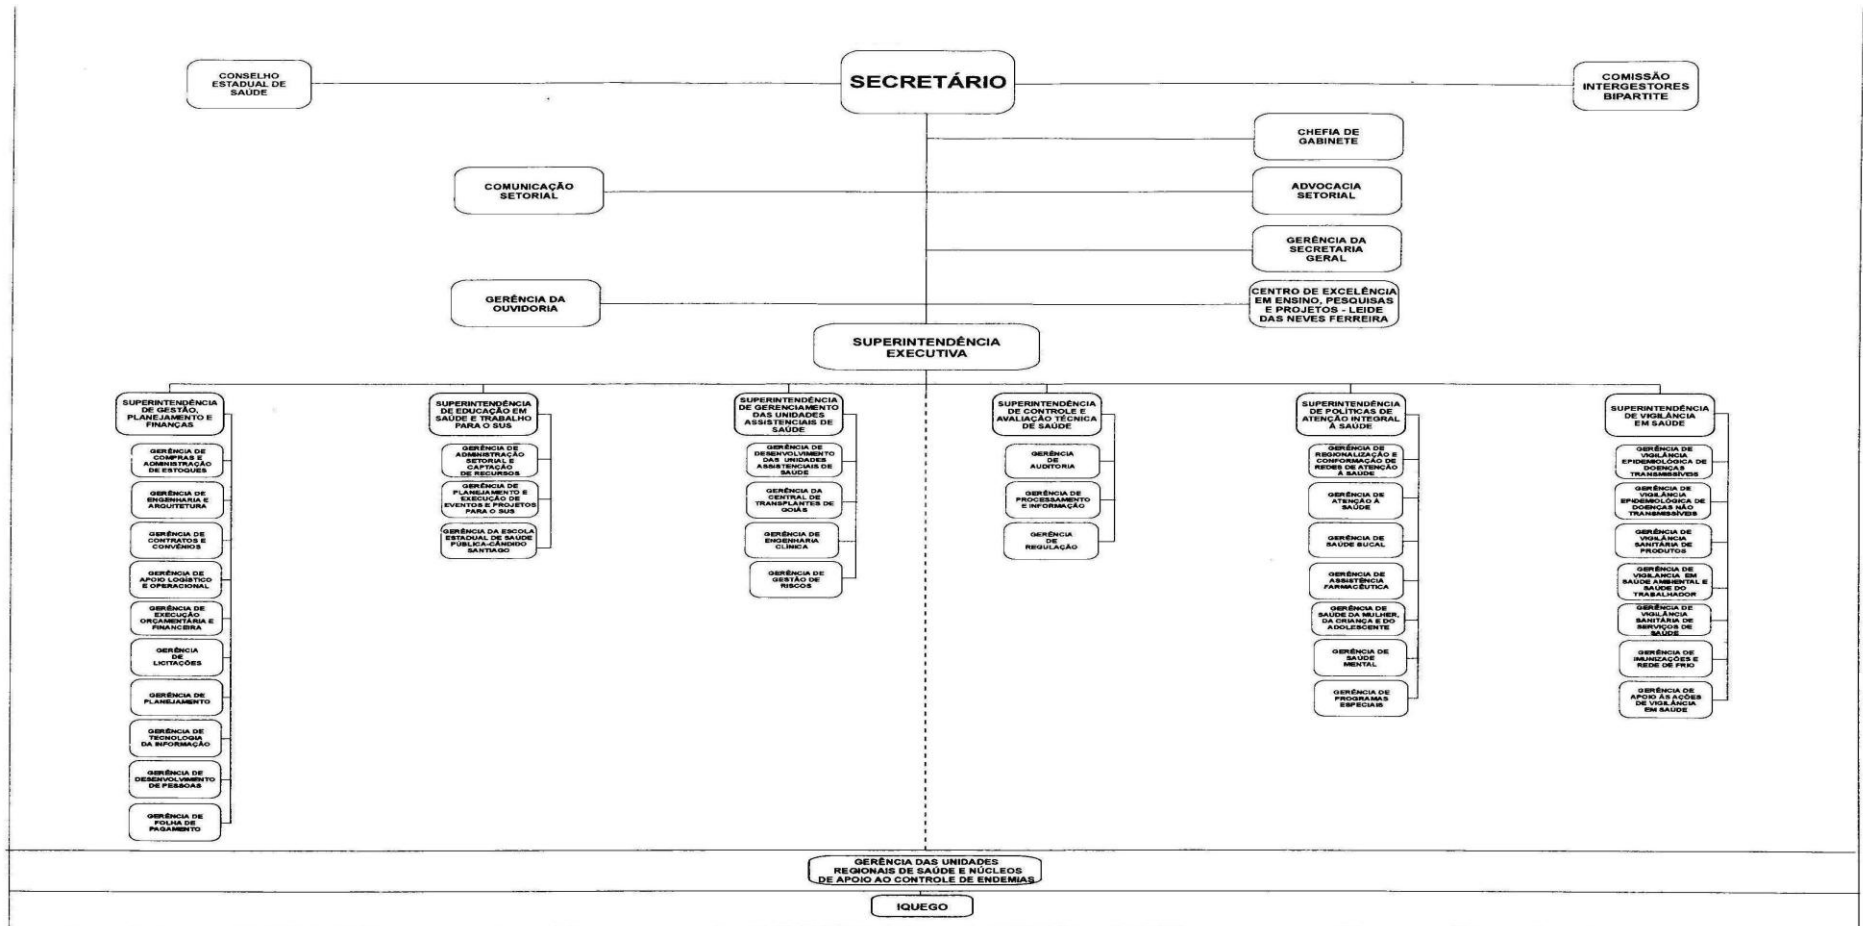 CONSELHO
ESTADUAL DE
SAÚDE
SECRETÁRIO
COMISSÃO
INTERGESTORES
BIPARTITE
CHEFIA DE
GABINETE
COMUNICAÇÃO
SETORIAL
ADVOCACIA
SETORIAL
GERÊNCIA DA
SECRETARIA
GERAL
GERÊNCIA DA
OUVIDORIA
CENTRO DE EXCELÊNCIA
EM ENSINO, PESQUISAS
E PROJETOS - LEIDE
DAS NEVES FERREIRA
SUPERINTENDÊNCIA
EXECUTIVA
SUPERINTENDÊNCIA
DE GESTÃO,
PLANEJAMENTO E
FINANÇAS
GERÊNCIA DE
COMPRAS E
ADMINISTRAÇÃO
DE ESTOQUES
GERÊNCIA DE
ENGENHARIA E
ARQUITETURA
GERÊNCIA DE
CONTRATOS E
CONVÊNIOS
GERÊNCIA DE
APOIO LOGÍSTICO
E OPERACIONAL
GERÊNCIA DE
EXECUÇÃO
ORÇAMENTÁRIA E
FINANCEIRA
GERÊNCIA
DE
LICITAÇÕES
GERÊNCIA DE
PLANEJAMENTO
GERÊNCIA DE
TECNOLOGIA
DA INFORMAÇÃO
GERÊNCIA DE
DESENVOLVIMENTO
DE PESSOAS
GERÊNCIA DE
FOLHA DE
PAGAMENTO
SUPERINTENDÊNCIA
DE EDUCAÇÃO EM
SAÚDE E TRABALHO
PARA O SUS
GERÊNCIA DE
ADMINISTRAÇÃO
SETORIAL E
CAPTAÇÃO
DE RECURSOS
GERÊNCIA DE
PLANEJAMENTO E
EXECUÇÃO DE
EVENTOS E PROJETOS
PARA O SUS
GERÊNCIA DA ESCOLA
ESTADUAL DE SAÚDE
PÚBLICA-CÂNDIDO
SANTIAGO
SUPERINTENDÊNCIA
DE GERENCIAMENTO
DAS UNIDADES
ASSISTENCIAIS DE
SAÚDE
GERÊNCIA DE
DESENVOLVIMENTO
DAS UNIDADES
ASSISTENCIAIS DE
SAÚDE
GERÊNCIA DA
CENTRAL DE
TRANSPLANTES DE
GOIÁS
GERÊNCIA DE
ENGENHARIA
CLÍNICA
GERÊNCIA DE
GESTÃO DE
RISCOS
SUPERINTENDÊNCIA
DE CONTROLE E
AVALIAÇÃO TÉCNICA
DE SAÚDE
GERÊNCIA
DE
AUDITORIA
GERÊNCIA DE
PROCESSAMENTO
E INFORMAÇÃO
GERÊNCIA
DE
REGULAÇÃO
SUPERINTENDÊNCIA
DE POLÍTICAS DE
ATENÇÃO INTEGRAL
À SAÚDE
GERÊNCIA DE
REGIONALIZAÇÃO E
CONFORMAÇÃO DE
REDES DE ATENÇÃO
À SAÚDE
GERÊNCIA DE
ATENÇÃO À
SAÚDE
GERÊNCIA DE
SAÚDE BUCAL
GERÊNCIA DE
ASSISTÊNCIA
FARMACÊUTICA
GERÊNCIA DE
SAÚDE DA MULHER,
DA CRIANÇA E DO
ADOLESCENTE
GERÊNCIA DE
SAÚDE
MENTAL
GERÊNCIA DE
PROGRAMAS
ESPECIAIS
SUPERINTENDÊNCIA
DE VIGILÂNCIA
EM SAÚDE
GERÊNCIA DE
VIGILÂNCIA
EPIDEMIOLÓGICA DE
DOENÇAS
TRANSMISSÍVEIS
GERÊNCIA DE
VIGILÂNCIA
EPIDEMIOLÓGICA DE
DOENÇAS NÃO
TRANSMISSÍVEIS
GERÊNCIA DE
VIGILÂNCIA
SANITÁRIA DE
PRODUTOS
GERÊNCIA DE
VIGILANCIA EM
SAÚDE AMBIENTAL E
SAÚDE DO
TRABALHADOR
GERÊNCIA DE
VIGILÂNCIA
SANITÁRIA DE
SERVIÇOS DE
SAÚDE
GERÊNCIA DE
IMUNIZAÇÕES E
REDE DE FRIO
GERÊNCIA DE
APOIO ÀS AÇÕES
DE VIGILÂNCIA
EM SAÚDE
GERÊNCIA DAS UNIDADES
REGIONAIS DE SAÚDE E NÚCLEOS
DE APOIO AO CONTROLE DE ENDEMIAS
IQUEGO